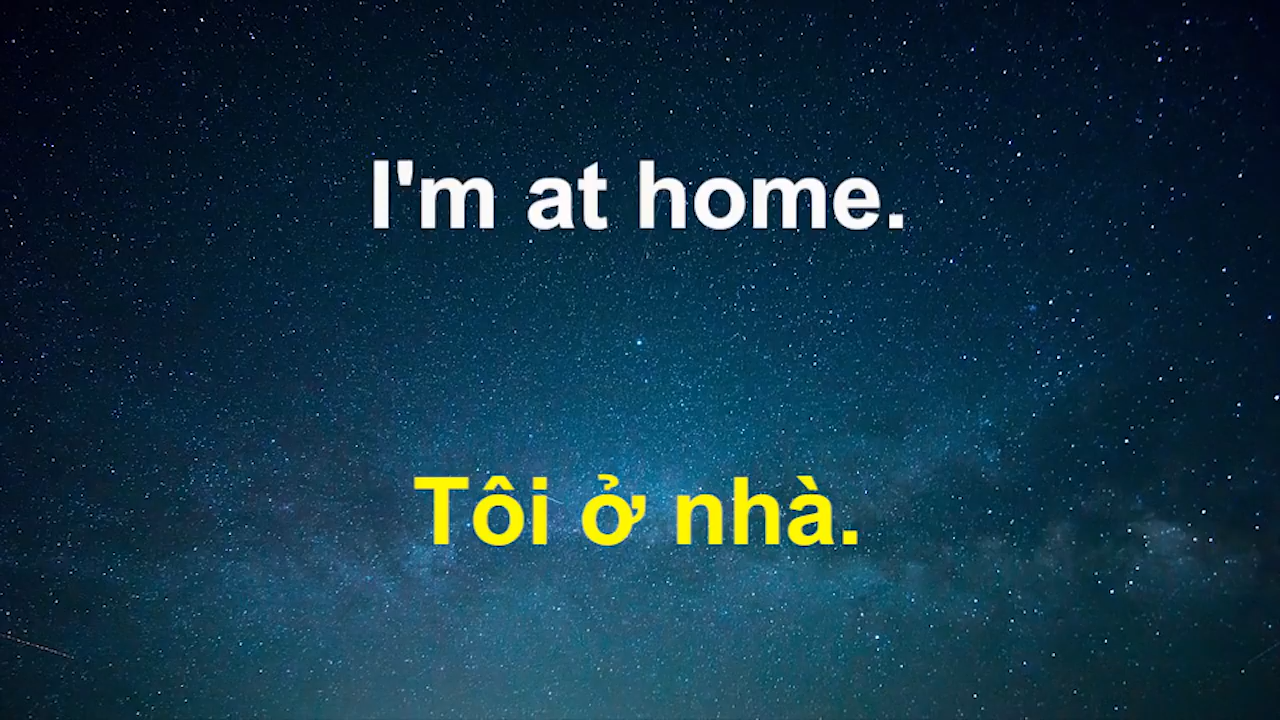 I'm at home.
Tôi ở nhà.